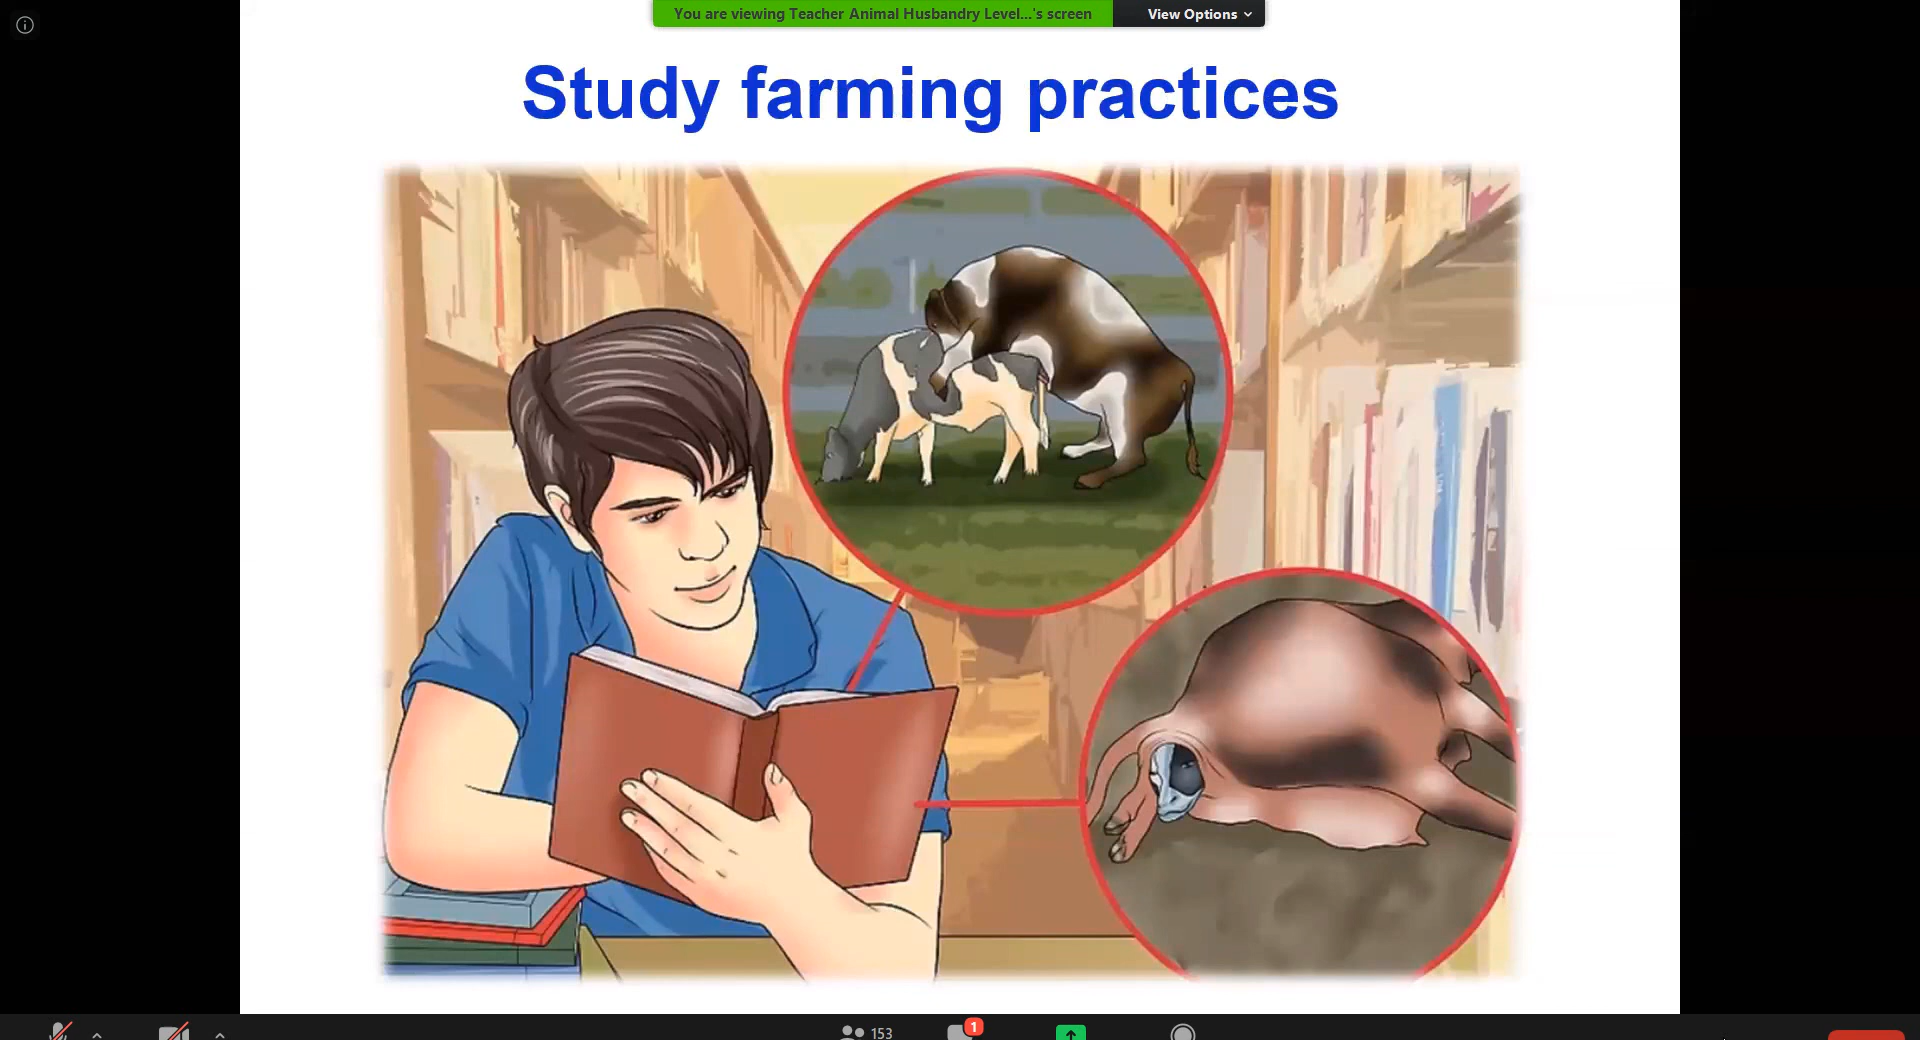 You are viewing Teacher Animal Husbandry Level...'s screen
View Options
Study farming practices
153
1